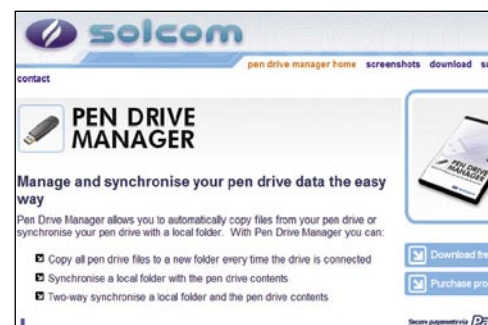 solcom
pen drive manager home screenshots download
contact
PEN DRIVE
MANAGER
Manage and synchronise your pen drive data the easy
way
Pen Drive Manager allows you to automatically copy files from your pen drive or
synchronise your pen drive with a local folder. With Pen Drive Manager you can:
Copy all pen drive files to a new folder every time the drive is connected
Synchronise a local folder with the pen drive contents
Two-way synchronise a local folder and the pen drive contents
PEN DRIVE
MANAGER
Download
Purchase
Secure payments via